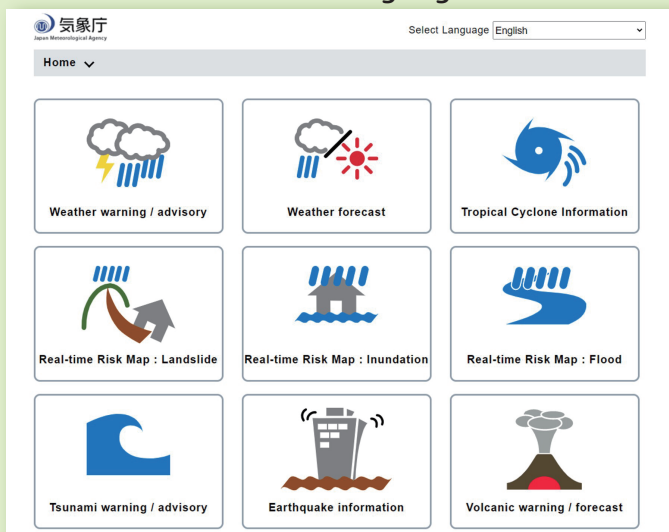 気象庁
Japan Meteorological Agency
Select Language English
Home
Weather warning / advisory
Weather forecast
Tropical Cyclone Information
Real-time Risk Map : Landslide
Real-time Risk Map : Inundation
Real-time Risk Map : Flood
Tsunami warning / advisory
Earthquake information
Volcanic warning / forecast